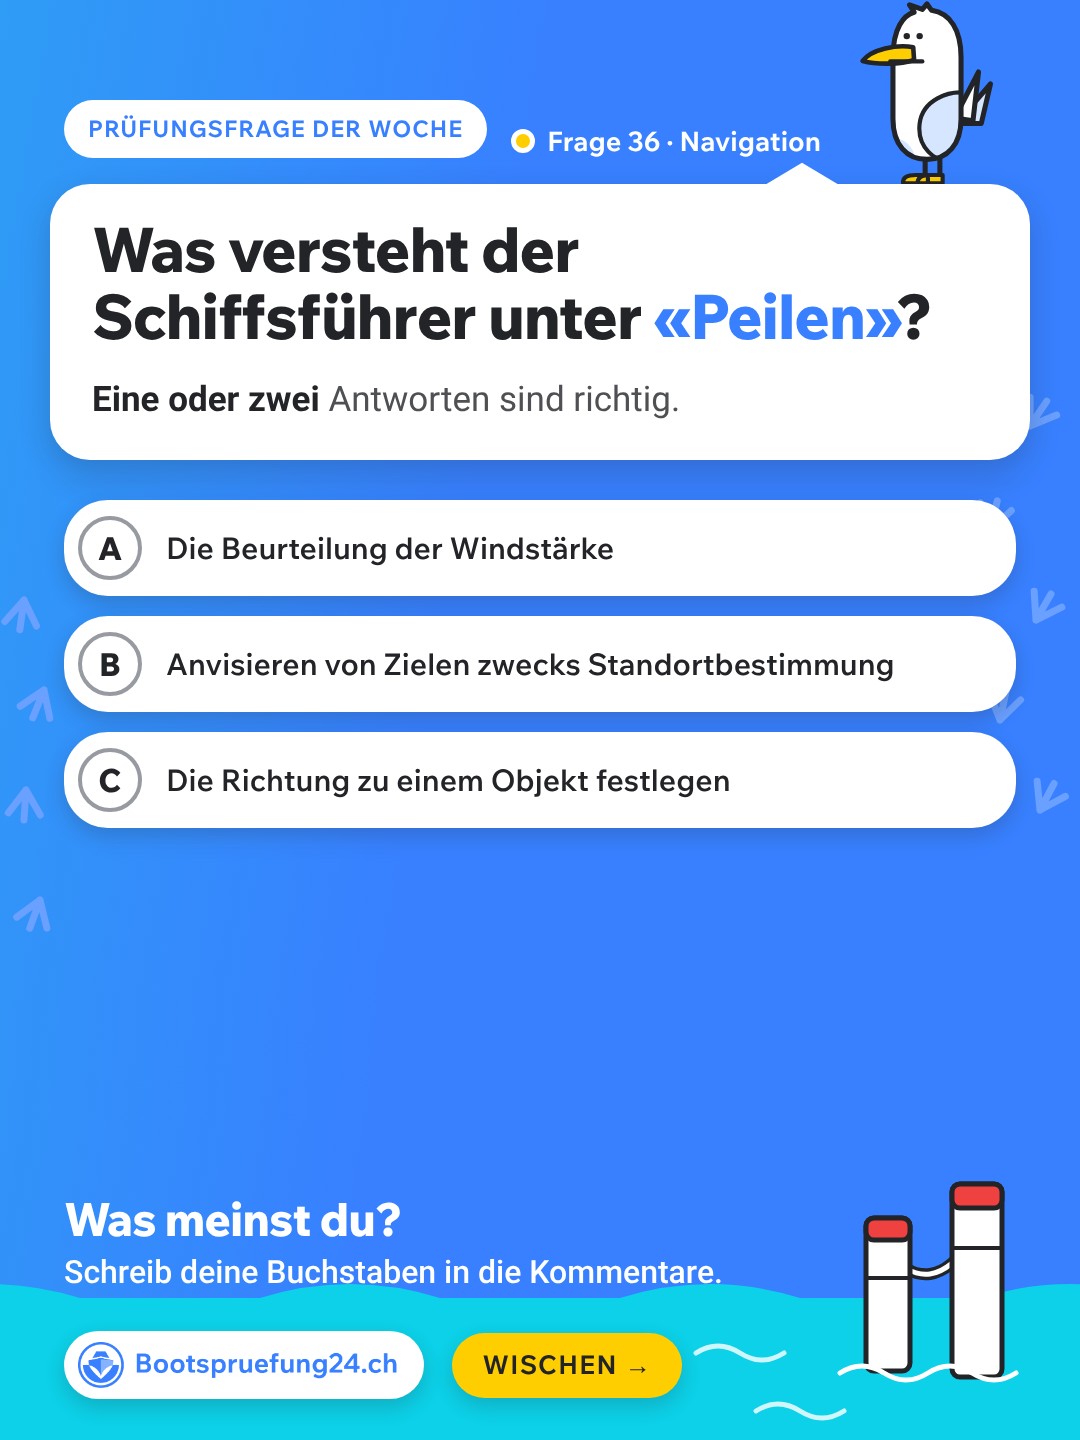 PRÜFUNGSFRAGE DER WOCHE
Frage 36 · Navigation
Was versteht der
Schiffsführer unter «Peilen»?
Eine oder zwei Antworten sind richtig.
A Die Beurteilung der Windstärke
B Anvisieren von Zielen zwecks Standortbestimmung
C Die Richtung zu einem Objekt festlegen
Was meinst du?
Schreib deine Buchstaben in die Kommentare.
Bootspruefung24.ch
WISCHEN →